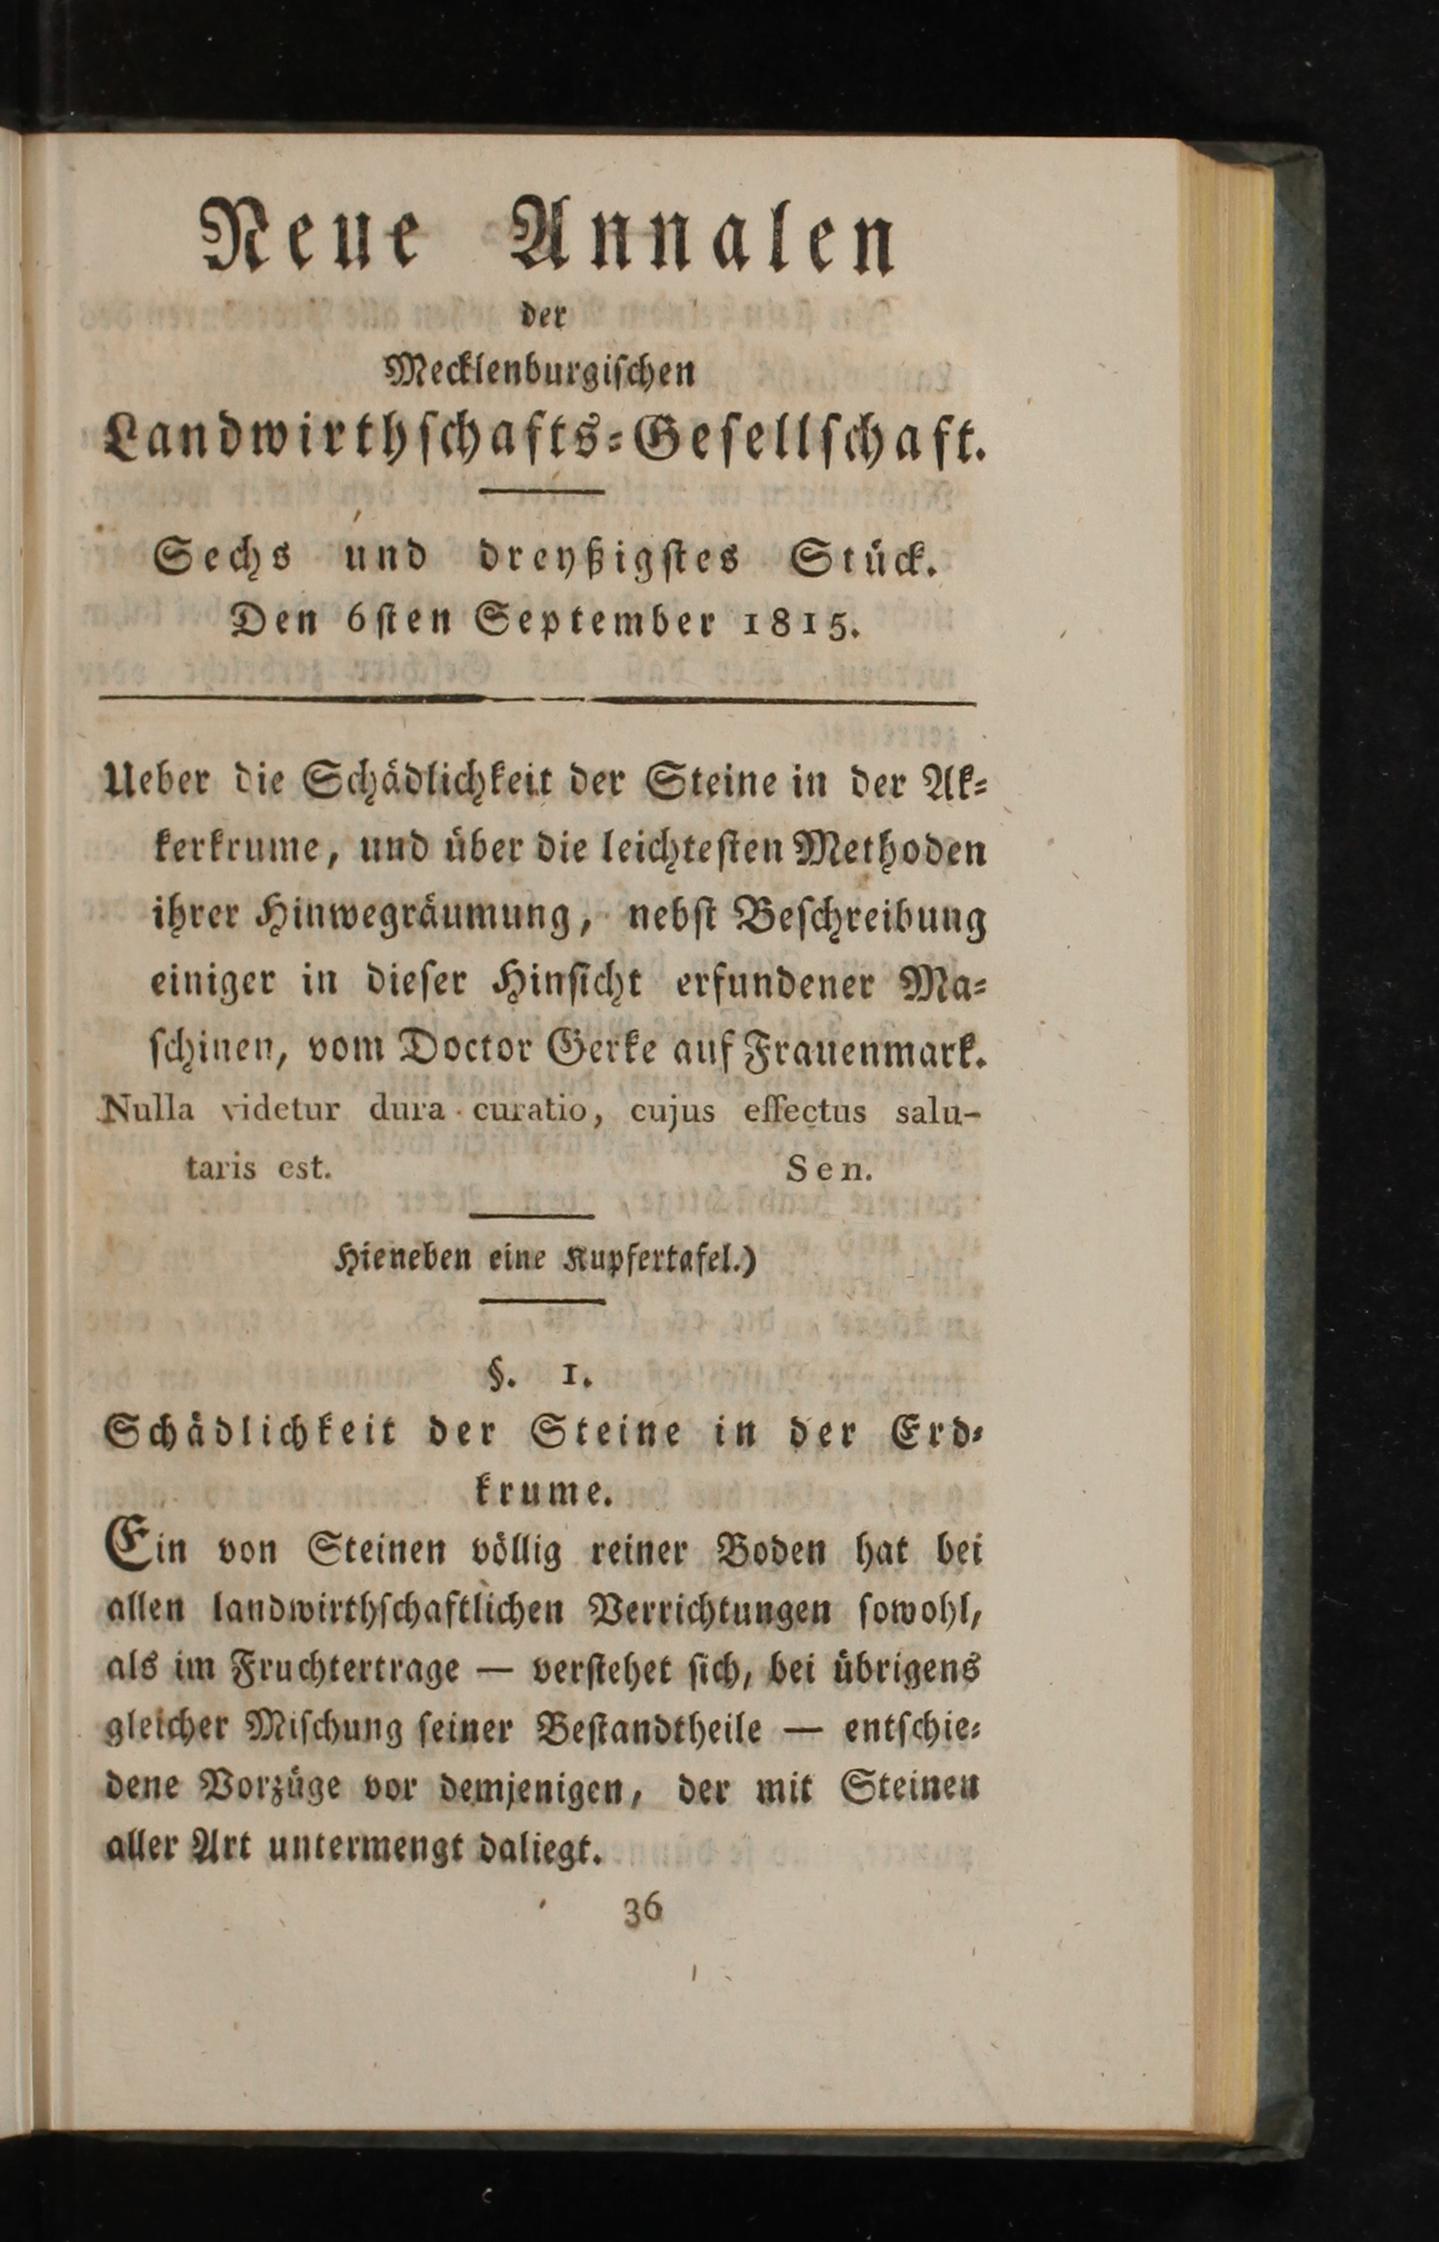 Neue Annalen
der
Mecklenburgiſchen
Landwirthſchafts-Geſellſchaft.
Sechs und dreyßigſtes Stück.
Den 6ſten September 1815.
Ueber die Schädlichkeit der Steine in der Ak-
kerkrume, und über die leichteſten Methoden
ihrer Hinwegräumung, nebſt Beſchreibung
einiger in dieſer Hinſicht erfundener Ma-
ſchinen, vom Doctor Gerke auf Frauenmark.
Nulla videtur dura curatio, cujus effectus salu-
taris est. Sen.
Hieneben eine Kupfertafel.)
§. 1.
Schädlichkeit der Steine in der Erd-
krume.
Ein von Steinen völlig reiner Boden hat bei
allen landwirthſchaftlichen Verrichtungen ſowohl,
als im Fruchtertrage — verſtehet ſich, bei übrigens
gleicher Miſchung ſeiner Beſtandtheile — entſchie-
dene Vorzüge vor demjenigen, der mit Steinen
aller Art untermengt daliegt.
36